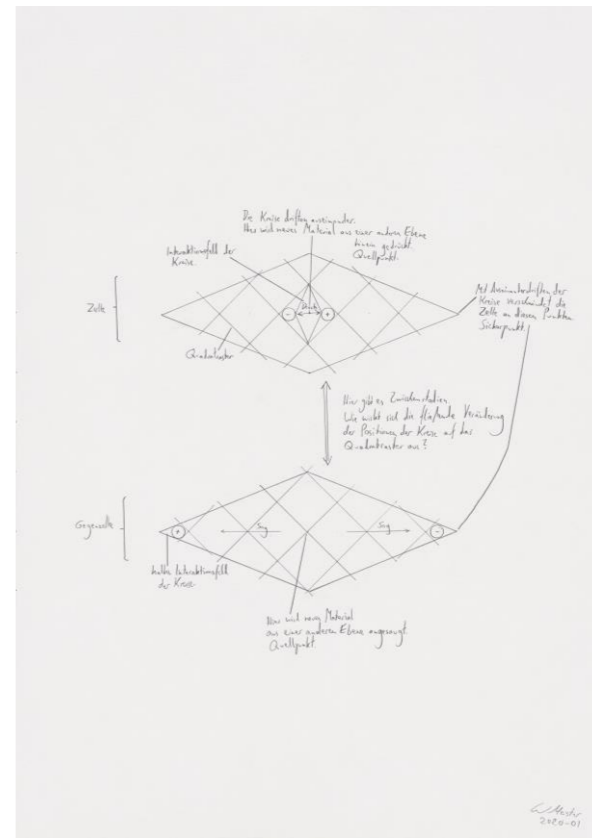 Die Kreise driften auseinander.
Hier wird neues Material aus einer anderen Ebene
hinein gedrückt.
Quellpunkt.
Interaktionsfeld der
Kreise.
Zelle
Druck
−
+
Quadratraster
Mit Auseinanderdriften der
Kreise verschwindet die
Zelle an diesen Punkten
Sickerpunkt.
Hier gibt es Zwischenstadien.
Wie wirkt sich die fließende Veränderung
der Positionen der Kreise auf das
Quadratraster aus?
Gegenzelle
+
Sog
Sog
−
halbes Interaktionsfeld
der Kreise
Hier wird neues Material
aus einer anderen Ebene angesaugt.
Quellpunkt.
2020-01